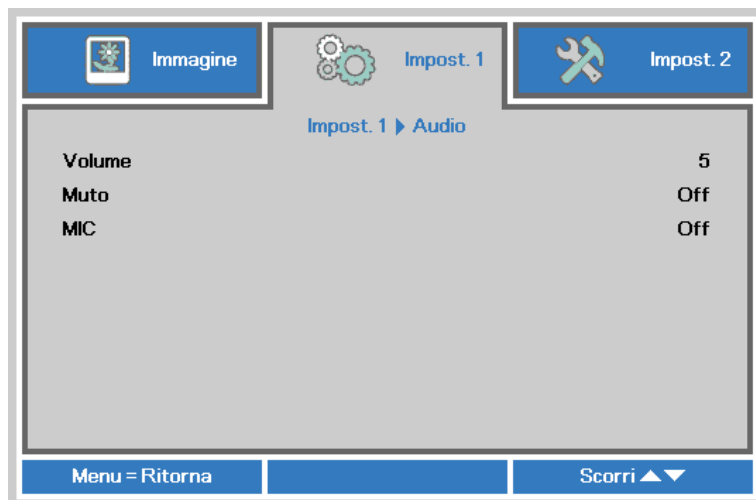 Immagine Impost. 1 Impost. 2
Impost. 1 ▶ Audio
Volume 5
Muto Off
MIC Off
Menu = Ritorna Scorri ▲▼